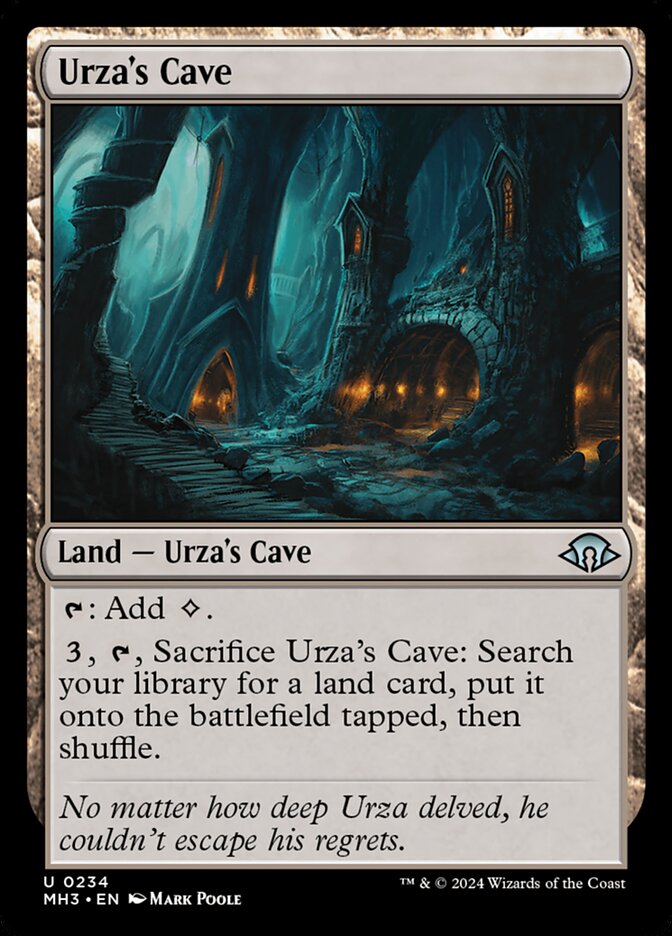 Urza's Cave
Land — Urza's Cave
: Add .
3, , Sacrifice Urza's Cave: Search
your library for a land card, put it
onto the battlefield tapped, then
shuffle.
No matter how deep Urza delved, he
couldn't escape his regrets.
U 0234
MH3 • EN Mark Poole
™ & © 2024 Wizards of the Coast